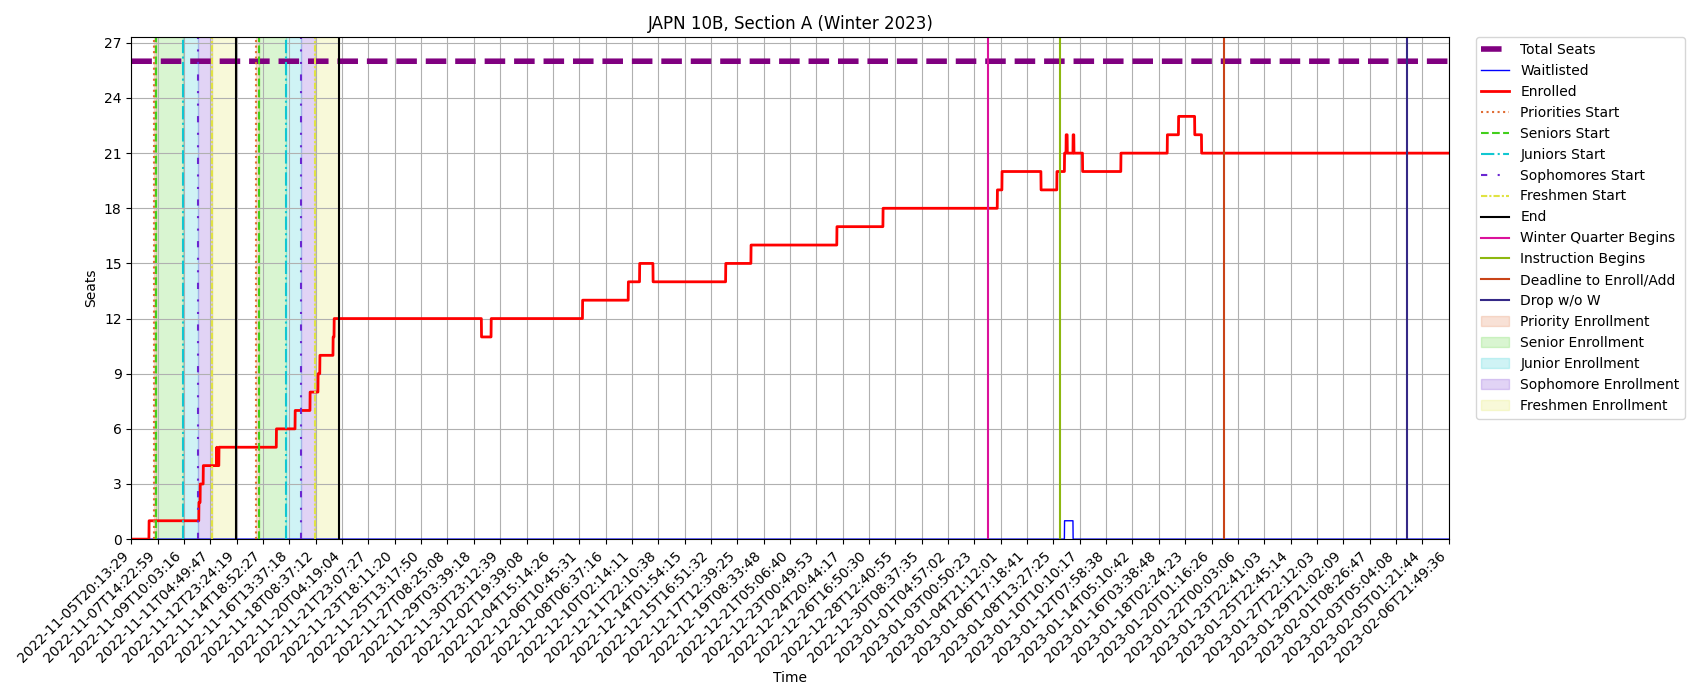 JAPN 10B, Section A (Winter 2023)
27
24
21
18
15
12
9
6
3
0
Seats
2022-11-05T20:13:29
2022-11-07T14:22:59
2022-11-09T10:03:16
2022-11-11T04:49:47
2022-11-12T23:24:19
2022-11-14T18:52:27
2022-11-16T13:37:18
2022-11-18T08:37:12
2022-11-20T04:19:04
2022-11-21T23:07:27
2022-11-23T18:11:20
2022-11-25T13:17:50
2022-11-27T08:25:08
2022-11-29T03:39:18
2022-11-30T23:12:39
2022-12-02T19:39:08
2022-12-04T15:14:26
2022-12-06T10:45:31
2022-12-08T06:37:16
2022-12-10T02:14:11
2022-12-11T22:10:38
2022-12-14T01:54:15
2022-12-15T16:51:32
2022-12-17T12:39:25
2022-12-19T08:33:48
2022-12-21T05:06:40
2022-12-23T00:49:53
2022-12-24T20:44:17
2022-12-26T16:50:30
2022-12-28T12:40:55
2022-12-30T08:37:35
2023-01-01T04:57:02
2023-01-03T00:50:23
2023-01-04T21:12:01
2023-01-06T17:18:41
2023-01-08T13:27:25
2023-01-10T10:10:17
2023-01-12T07:58:38
2023-01-14T05:10:42
2023-01-16T03:38:48
2023-01-18T02:24:23
2023-01-20T01:16:26
2023-01-22T00:03:06
2023-01-23T22:41:03
2023-01-25T22:45:14
2023-01-27T22:12:03
2023-01-29T21:02:09
2023-02-01T08:26:47
2023-02-03T05:04:08
2023-02-05T01:21:44
2023-02-06T21:49:36
Time
Total Seats
Waitlisted
Enrolled
Priorities Start
Seniors Start
Juniors Start
Sophomores Start
Freshmen Start
End
Winter Quarter Begins
Instruction Begins
Deadline to Enroll/Add
Drop w/o W
Priority Enrollment
Senior Enrollment
Junior Enrollment
Sophomore Enrollment
Freshmen Enrollment